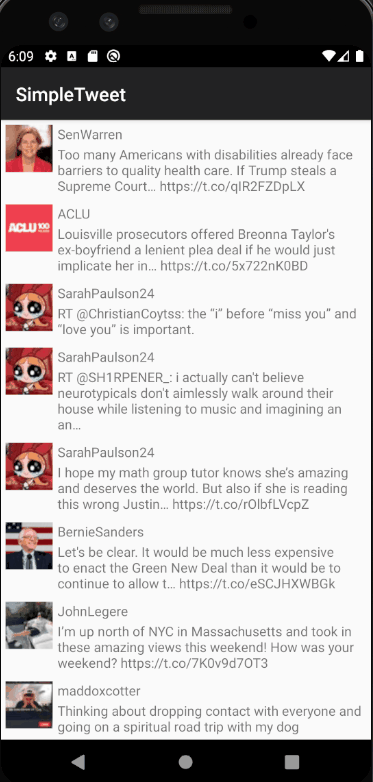 6:09
SimpleTweet
SenWarren
Too many Americans with disabilities already face
barriers to quality health care. If Trump steals a
Supreme Court… https://t.co/qIR2FZDpLX
ACLU 100
ACLU
Louisville prosecutors offered Breonna Taylor's
ex-boyfriend a lenient plea deal if he would just
implicate her in… https://t.co/5x722nK0BD
SarahPaulson24
RT @ChristianCoytss: the “i” before “miss you” and
“love you” is important.
SarahPaulson24
RT @SH1RPENER_: i actually can't believe
neurotypicals don't aimlessly walk around their
house while listening to music and imagining an
an…
SarahPaulson24
I hope my math group tutor knows she’s amazing
and deserves the world. But also if she is reading
this wrong Justin… https://t.co/rOlbfLVcpZ
BernieSanders
Let's be clear. It would be much less expensive
to enact the Green New Deal than it would be to
continue to allow t… https://t.co/eSCJHXWBGk
JohnLegere
I’m up north of NYC in Massachusetts and took in
these amazing views this weekend! How was your
weekend? https://t.co/7K0v9d7OT3
maddoxcotter
Thinking about dropping contact with everyone and
going on a spiritual road trip with my dog